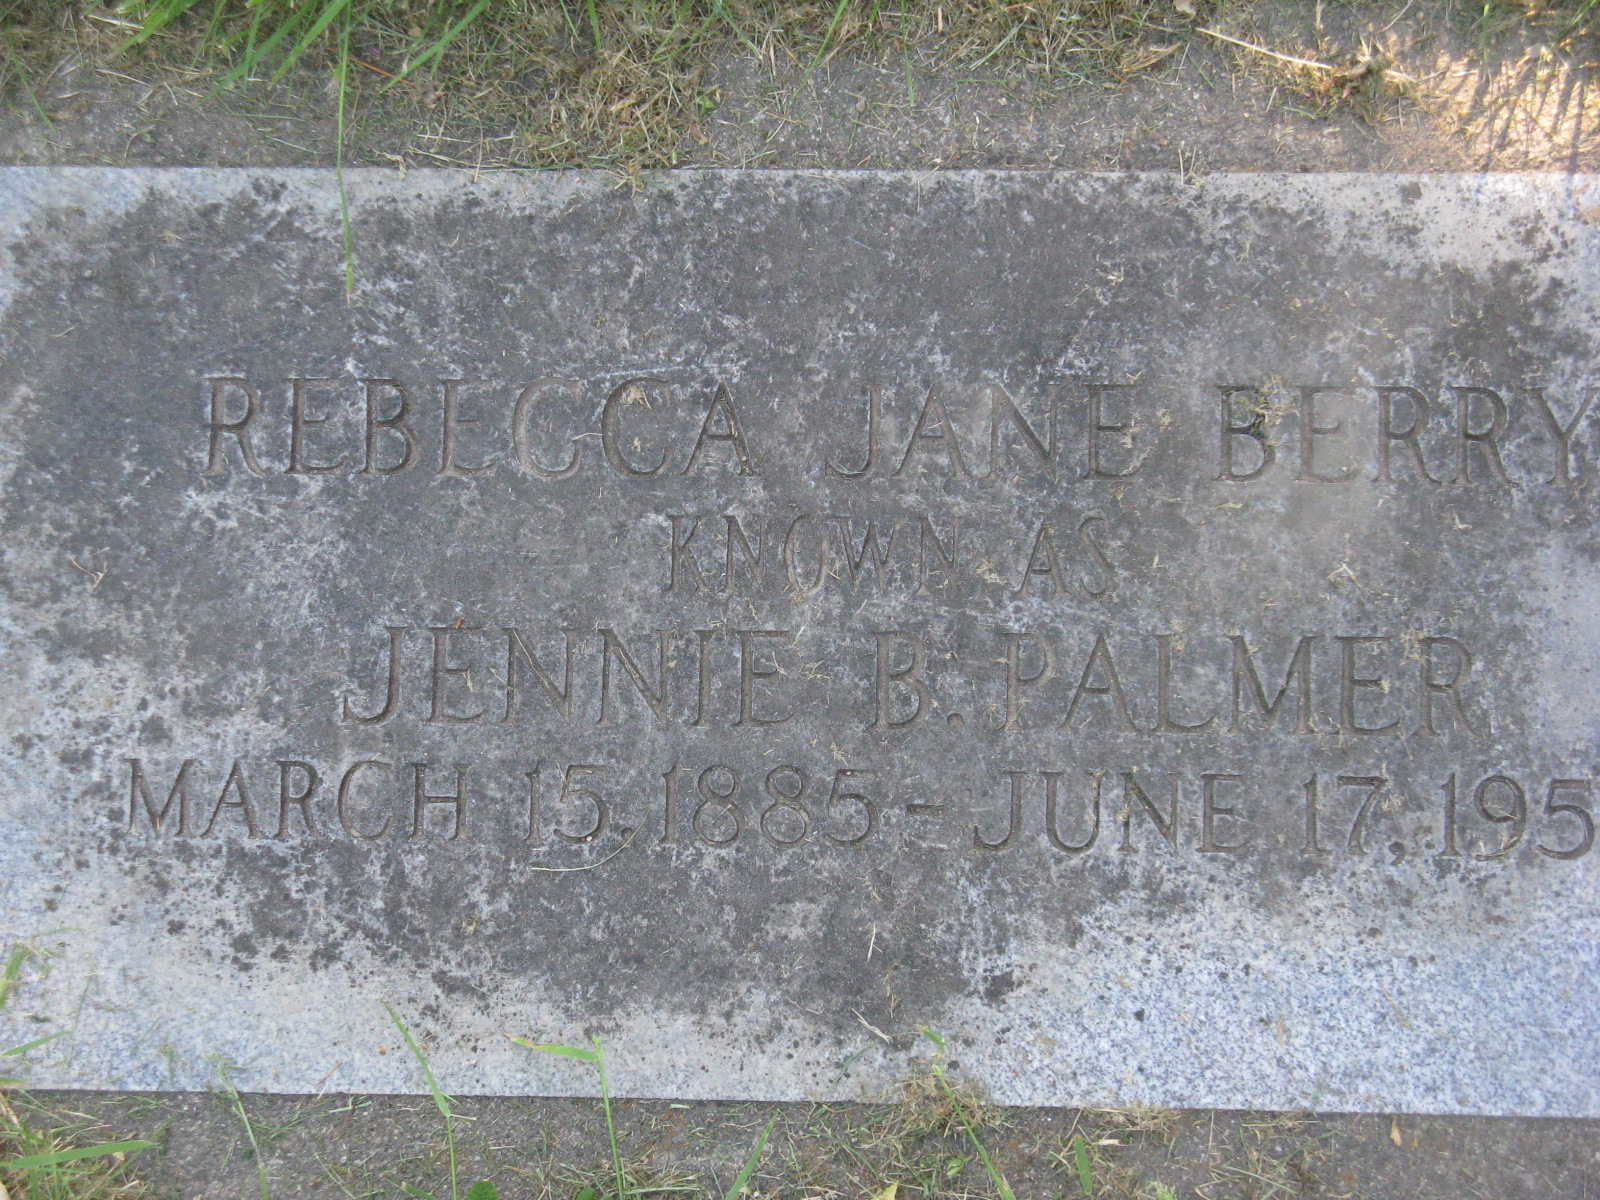 REBECCA JANE BERRY
KNOWN AS
JENNIE B. PALMER
MARCH 15, 1885 – JUNE 17, 195